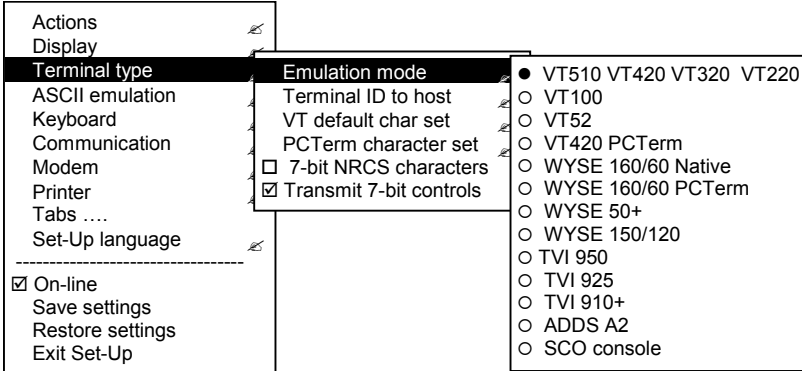 Actions
Display
Terminal type
ASCII emulation
Keyboard
Communication
Modem
Printer
Tabs ….
Set-Up language
----------------------------------
☑ On-line
Save settings
Restore settings
Exit Set-Up
Emulation mode
Terminal ID to host
VT default char set
PCTerm character set
☐ 7-bit NRCS characters
☑ Transmit 7-bit controls
● VT510 VT420 VT320 VT220
○ VT100
○ VT52
○ VT420 PCTerm
○ WYSE 160/60 Native
○ WYSE 160/60 PCTerm
○ WYSE 50+
○ WYSE 150/120
○ TVI 950
○ TVI 925
○ TVI 910+
○ ADDS A2
○ SCO console